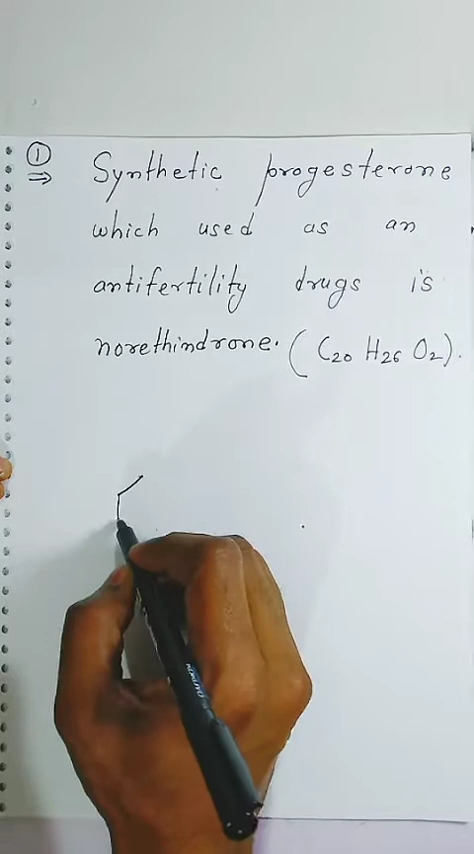 ①
⇒ Synthetic progesterone
which used as an
antifertility drugs is
norethindrone. (C₂₀ H₂₆ O₂).